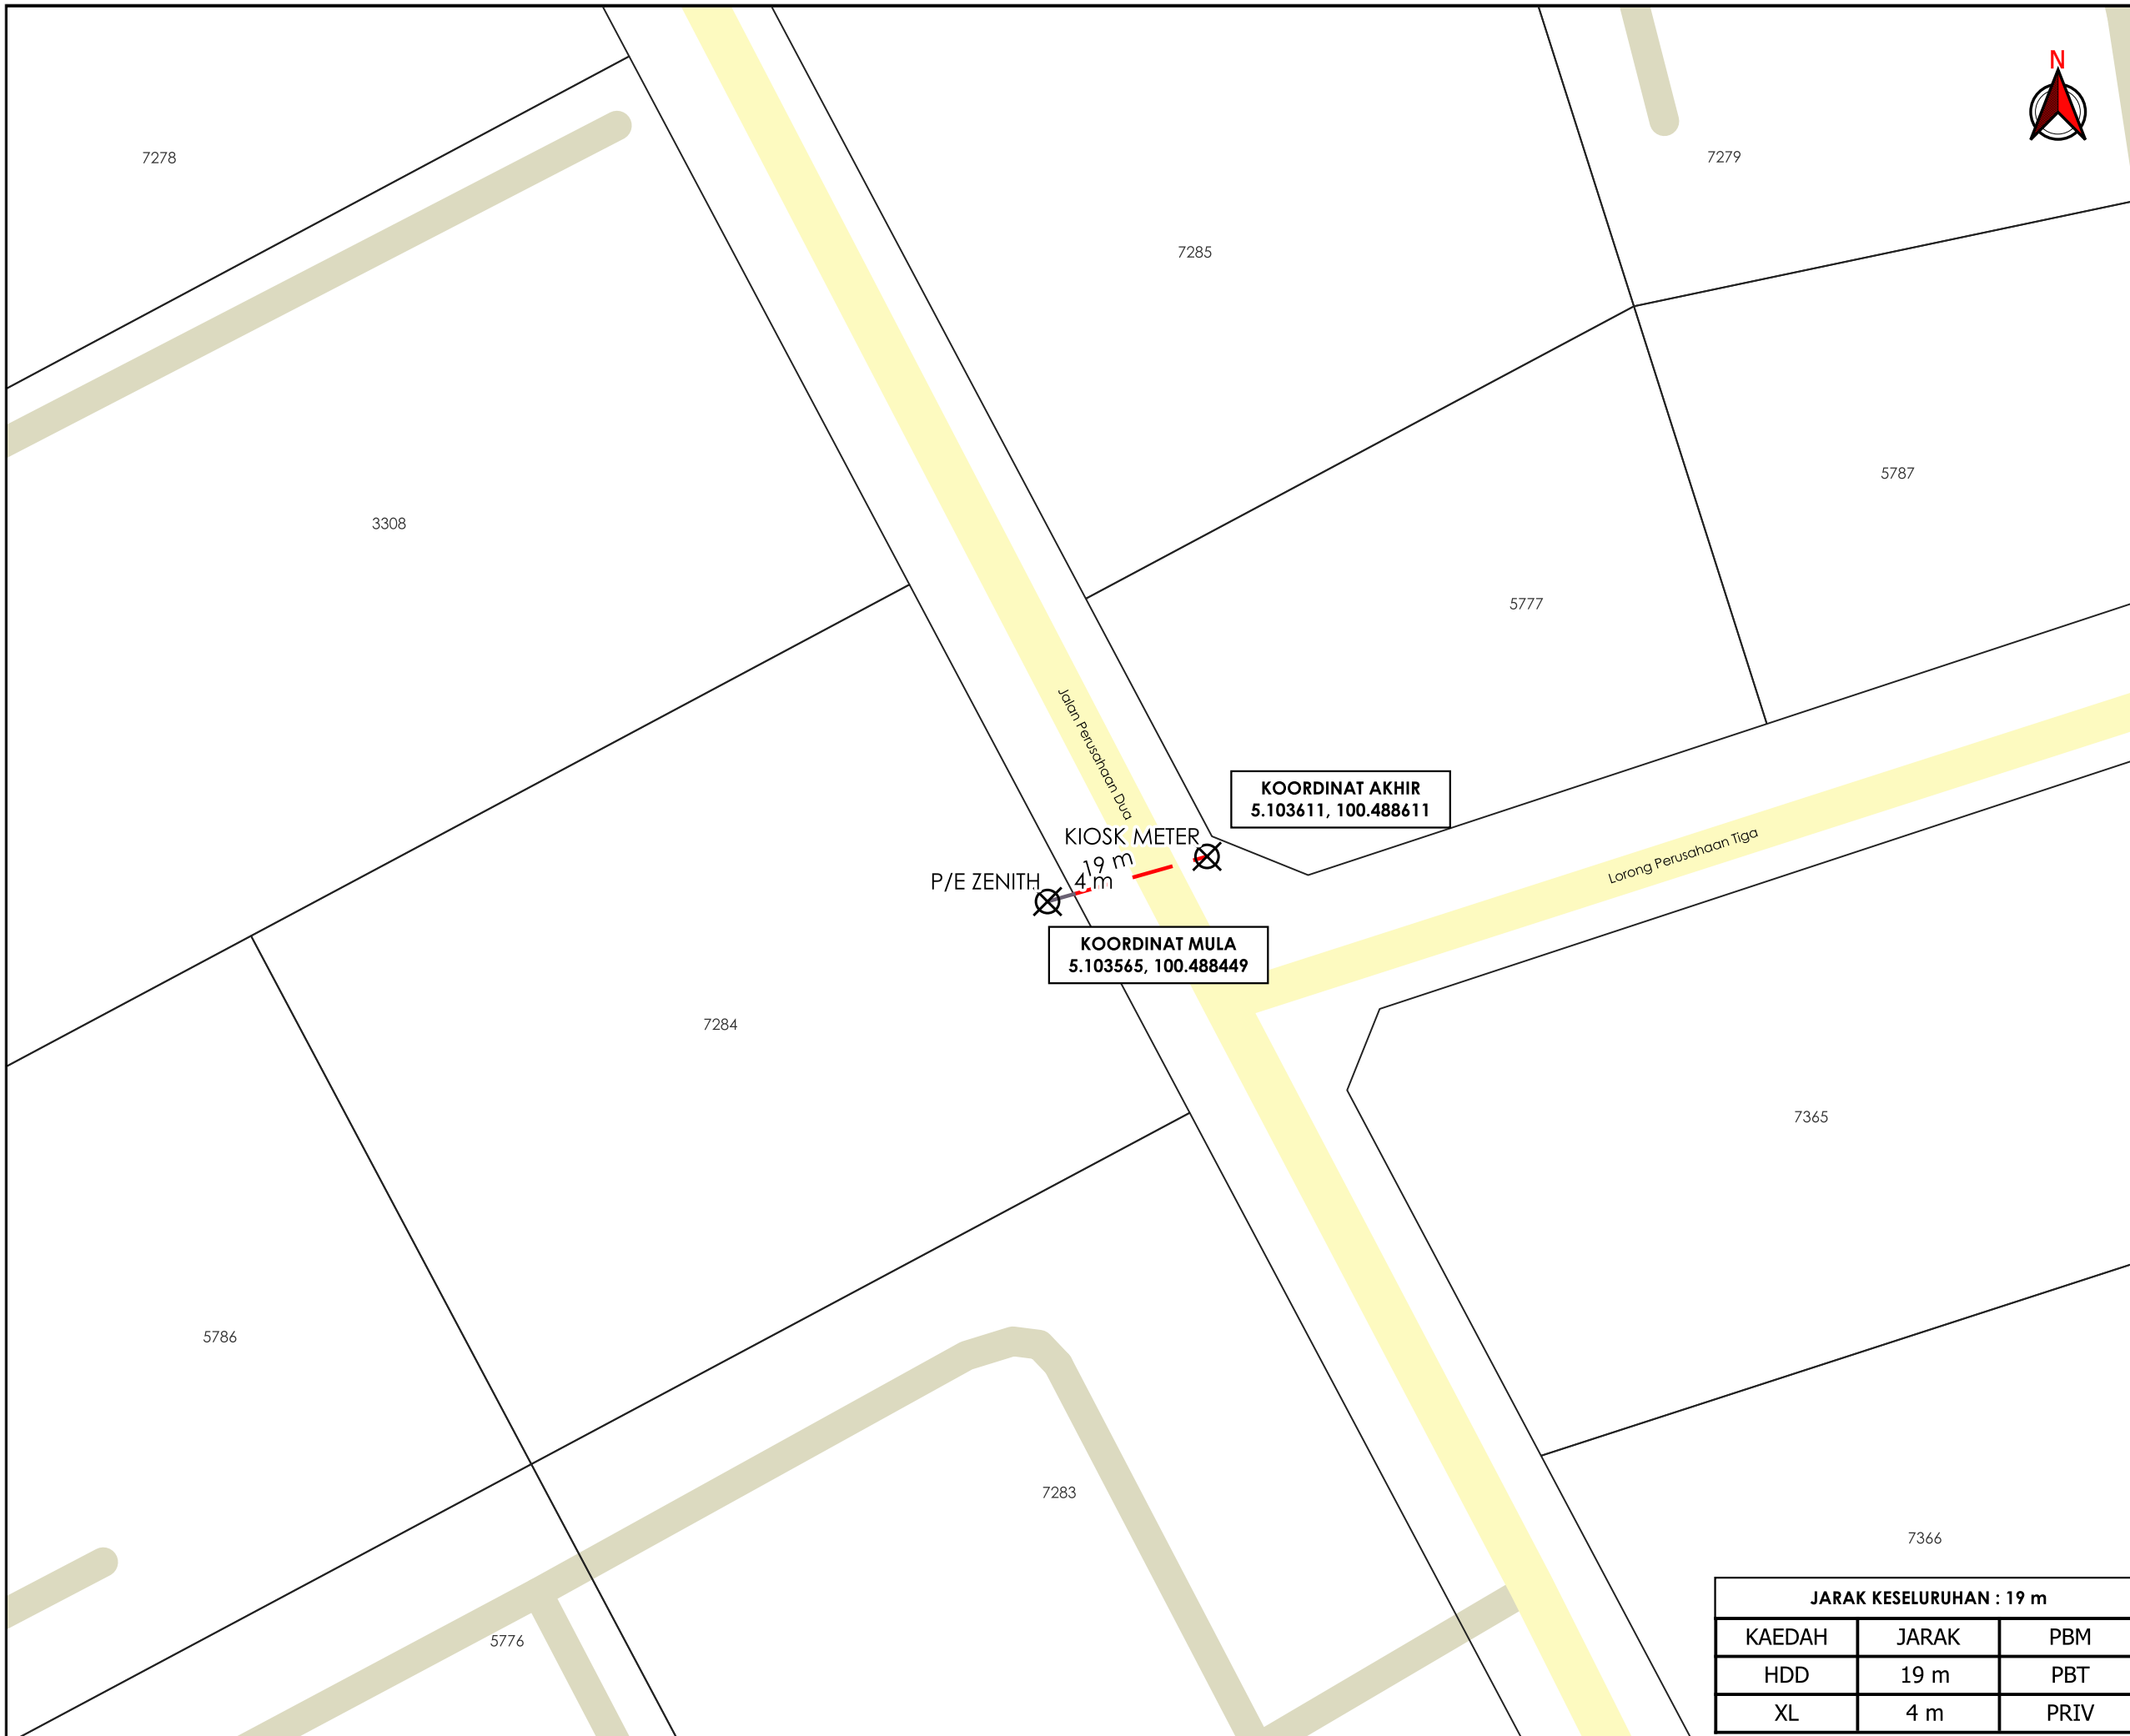 N
7278
7279
7285
5787
3308
5777
Jalan Perusahaan Dua
KOORDINAT AKHIR
5.103611, 100.488611
KIOSK METER
19 m
Lorong Perusahaan Tiga
P/E ZENITH
4 m
KOORDINAT MULA
5.103565, 100.488449
7284
7365
5786
7283
7366
5776
JARAK KESELURUHAN : 19 m
KAEDAH JARAK PBM
HDD 19 m PBT
XL 4 m PRIV